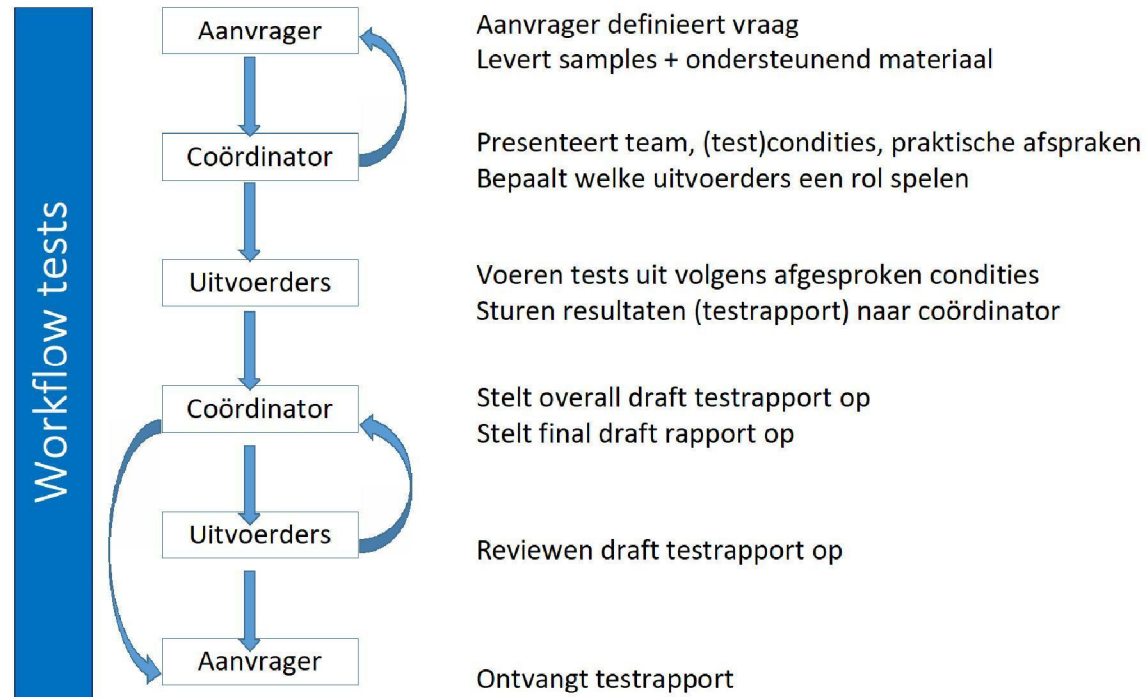 Workflow tests
Aanvrager
Aanvrager definieert vraag
Levert samples + ondersteunend materiaal
Coördinator
Presenteert team, (test)condities, praktische afspraken
Bepaalt welke uitvoerders een rol spelen
Uitvoerders
Voeren tests uit volgens afgesproken condities
Sturen resultaten (testrapport) naar coördinator
Coördinator
Stelt overall draft testrapport op
Stelt final draft rapport op
Uitvoerders
Reviewen draft testrapport op
Aanvrager
Ontvangt testrapport